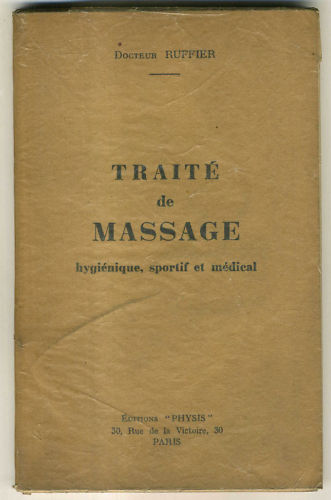 Docteur RUFFIER
TRAITÉ
de
MASSAGE
hygiénique, sportif et médical
Éditions "PHYSIS"
30, Rue de la Victoire, 30
PARIS